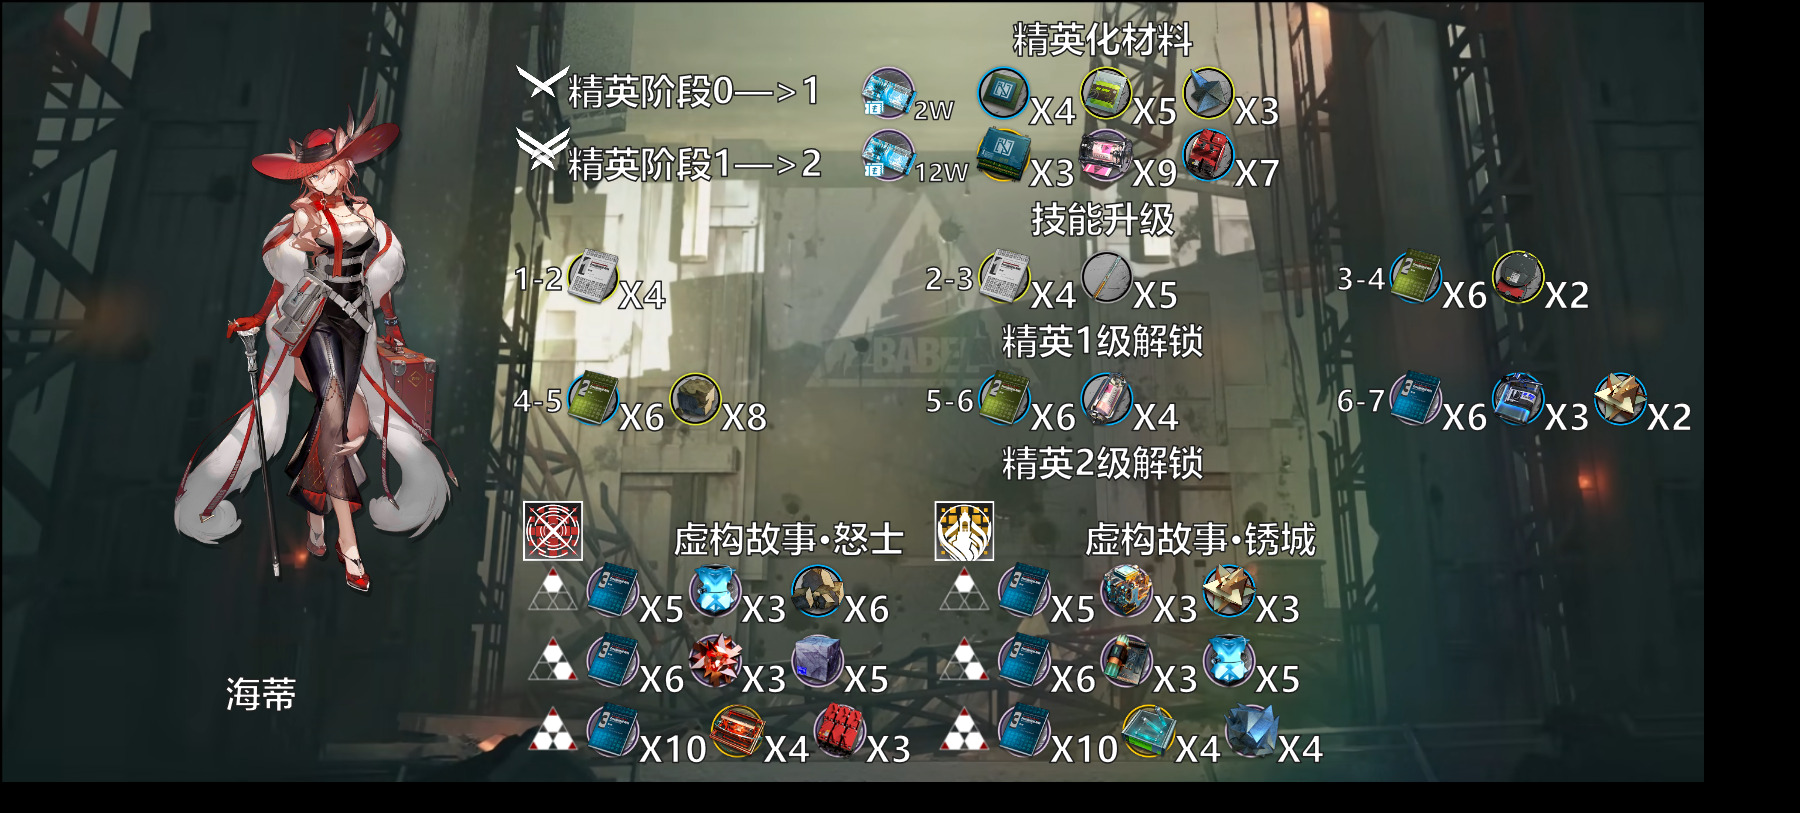 精英化材料
精英阶段0—>1 2W X4 X5 X3
精英阶段1—>2 12W X3 X9 X7
技能升级
1-2 X4 2-3 X4 X5 3-4 X6 X2
精英1级解锁
BABEL
4-5 X6 X8 5-6 X6 X4 6-7 X6 X3 X2
精英2级解锁
虚构故事·怒士 虚构故事·锈城
X5 X3 X6 X5 X3 X3
X6 X3 X5 X6 X3 X5
海蒂
X10 X4 X3 X10 X4 X4